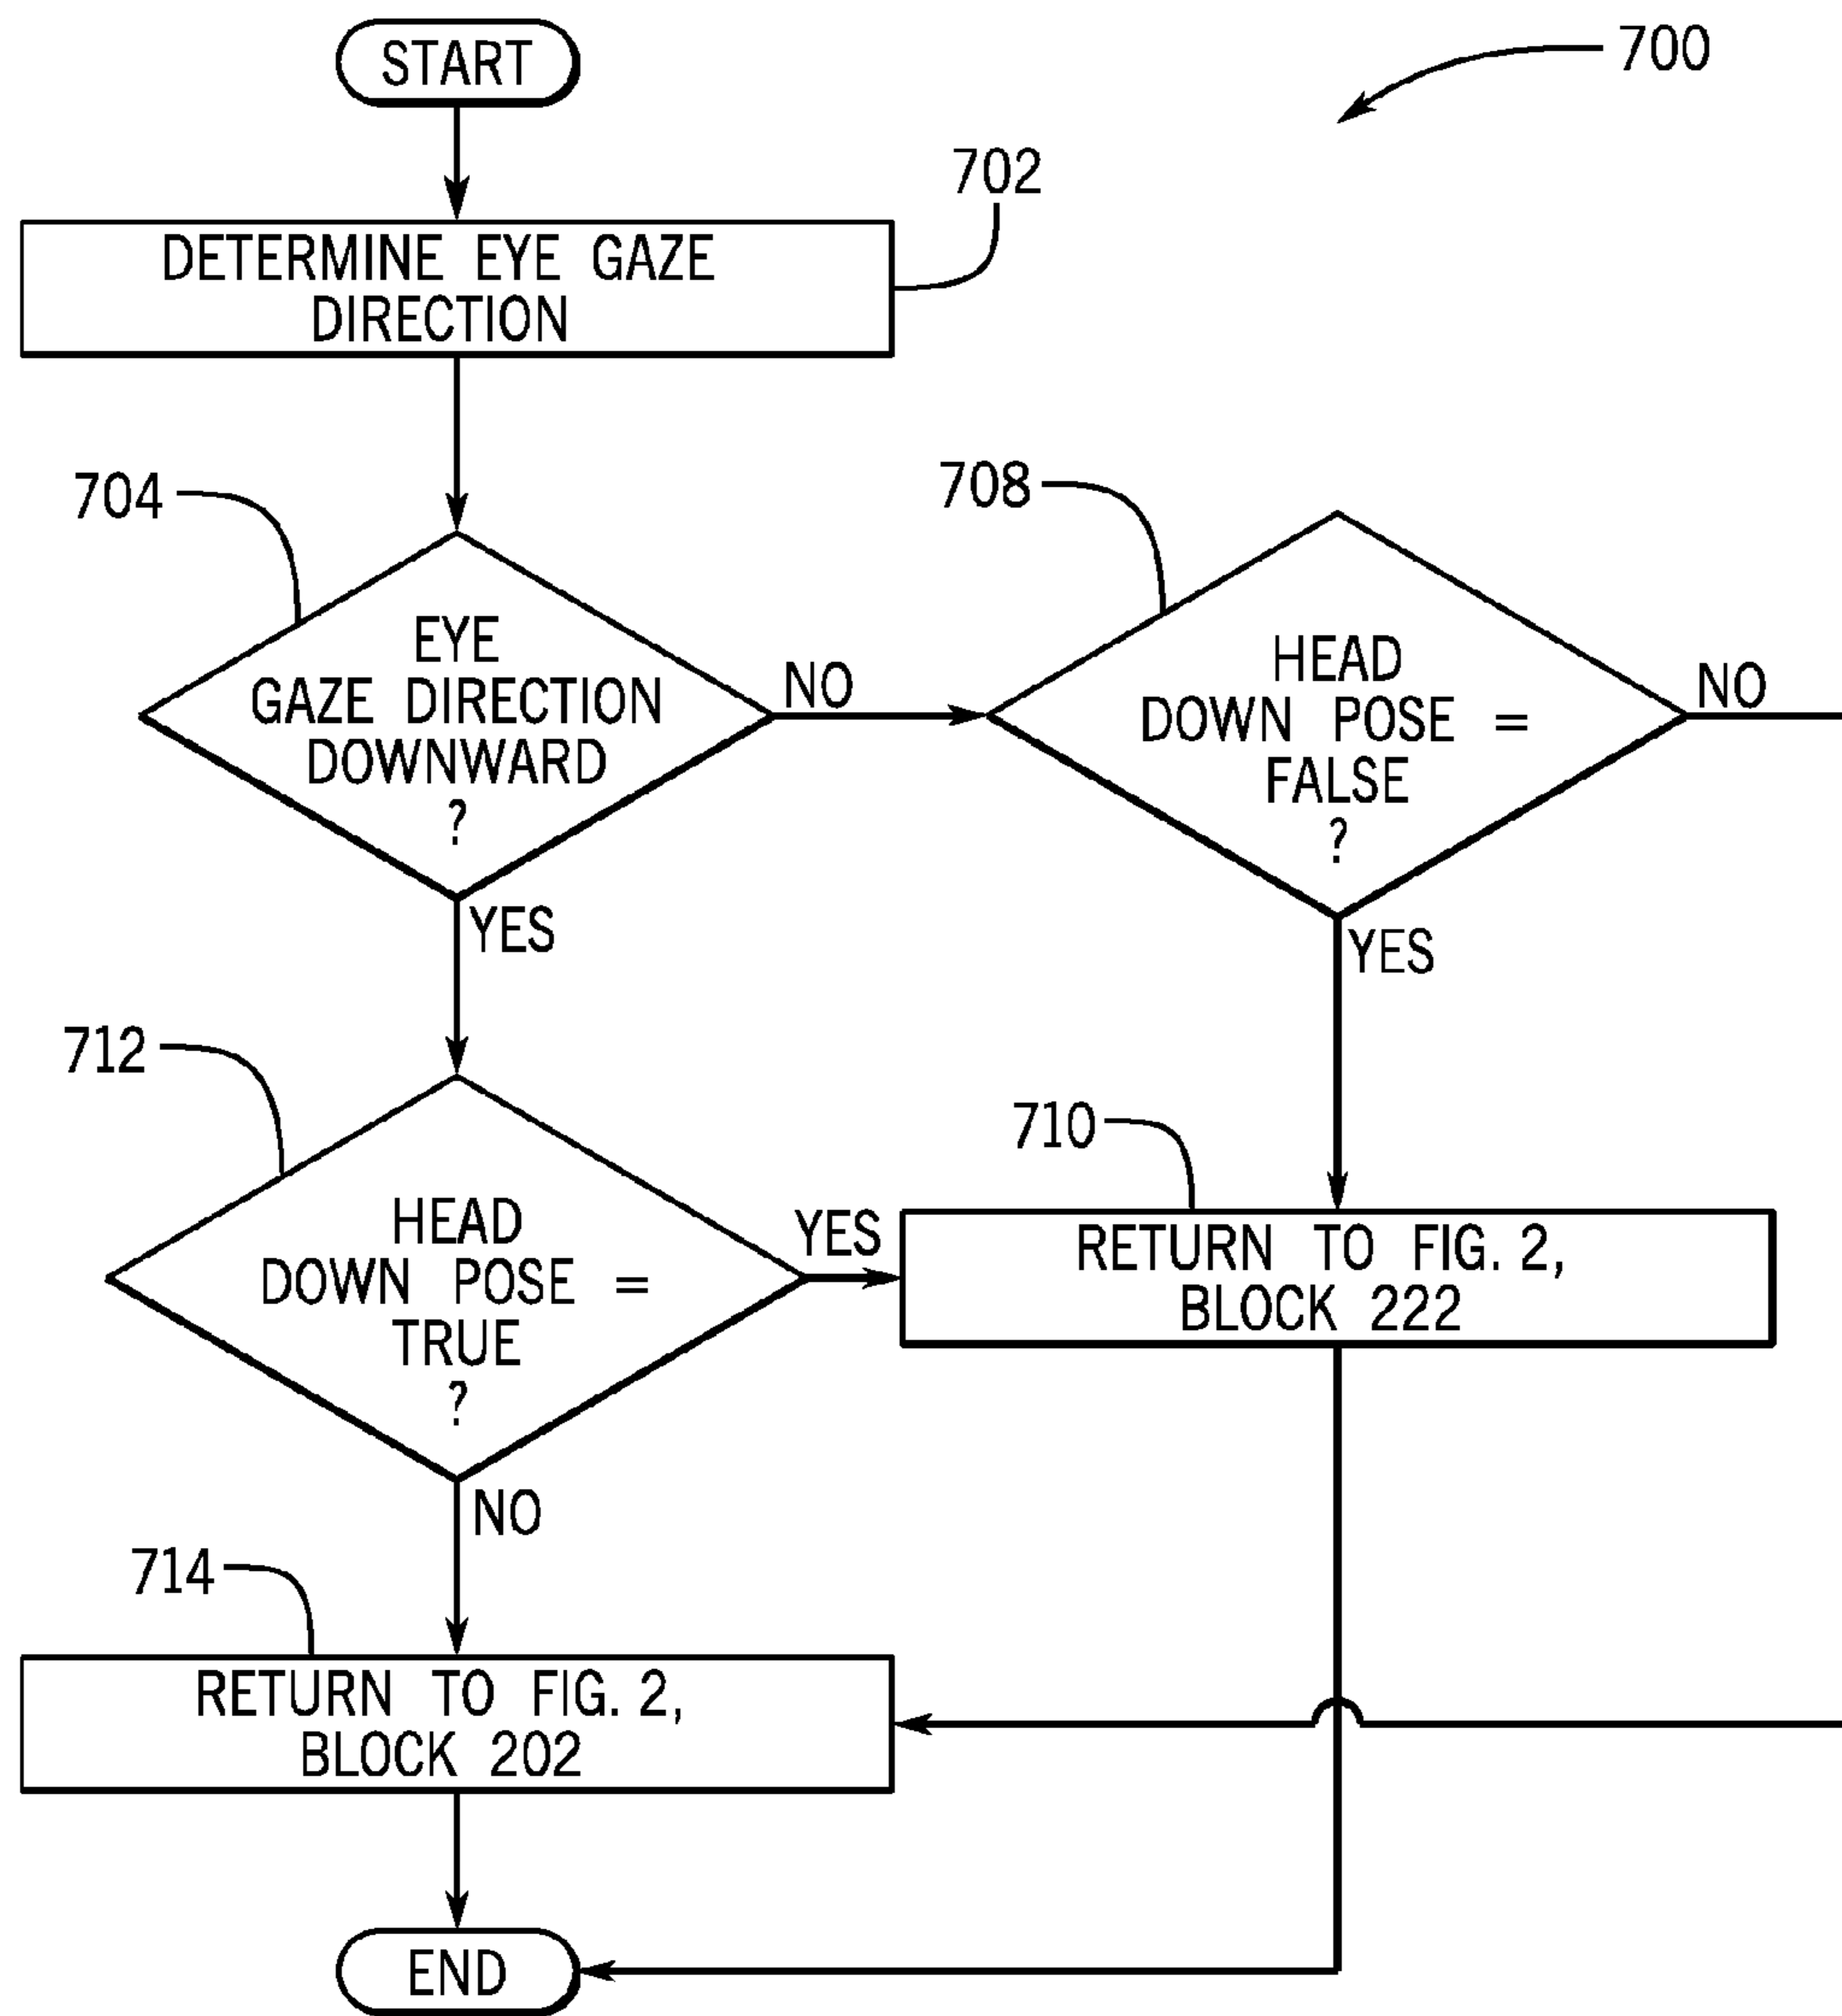 START
700
702
DETERMINE EYE GAZE
DIRECTION
704
708
EYE
GAZE DIRECTION
DOWNWARD
?
NO
HEAD
DOWN POSE =
FALSE
?
NO
YES
YES
712
710
HEAD
DOWN POSE =
TRUE
?
YES
RETURN TO FIG. 2,
BLOCK 222
NO
714
RETURN TO FIG. 2,
BLOCK 202
END